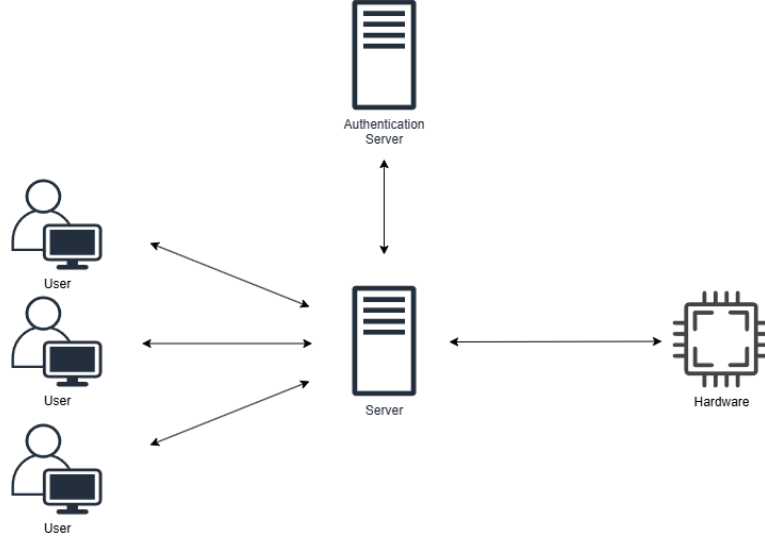 Authentication
Server
User
User
Server
Hardware
User